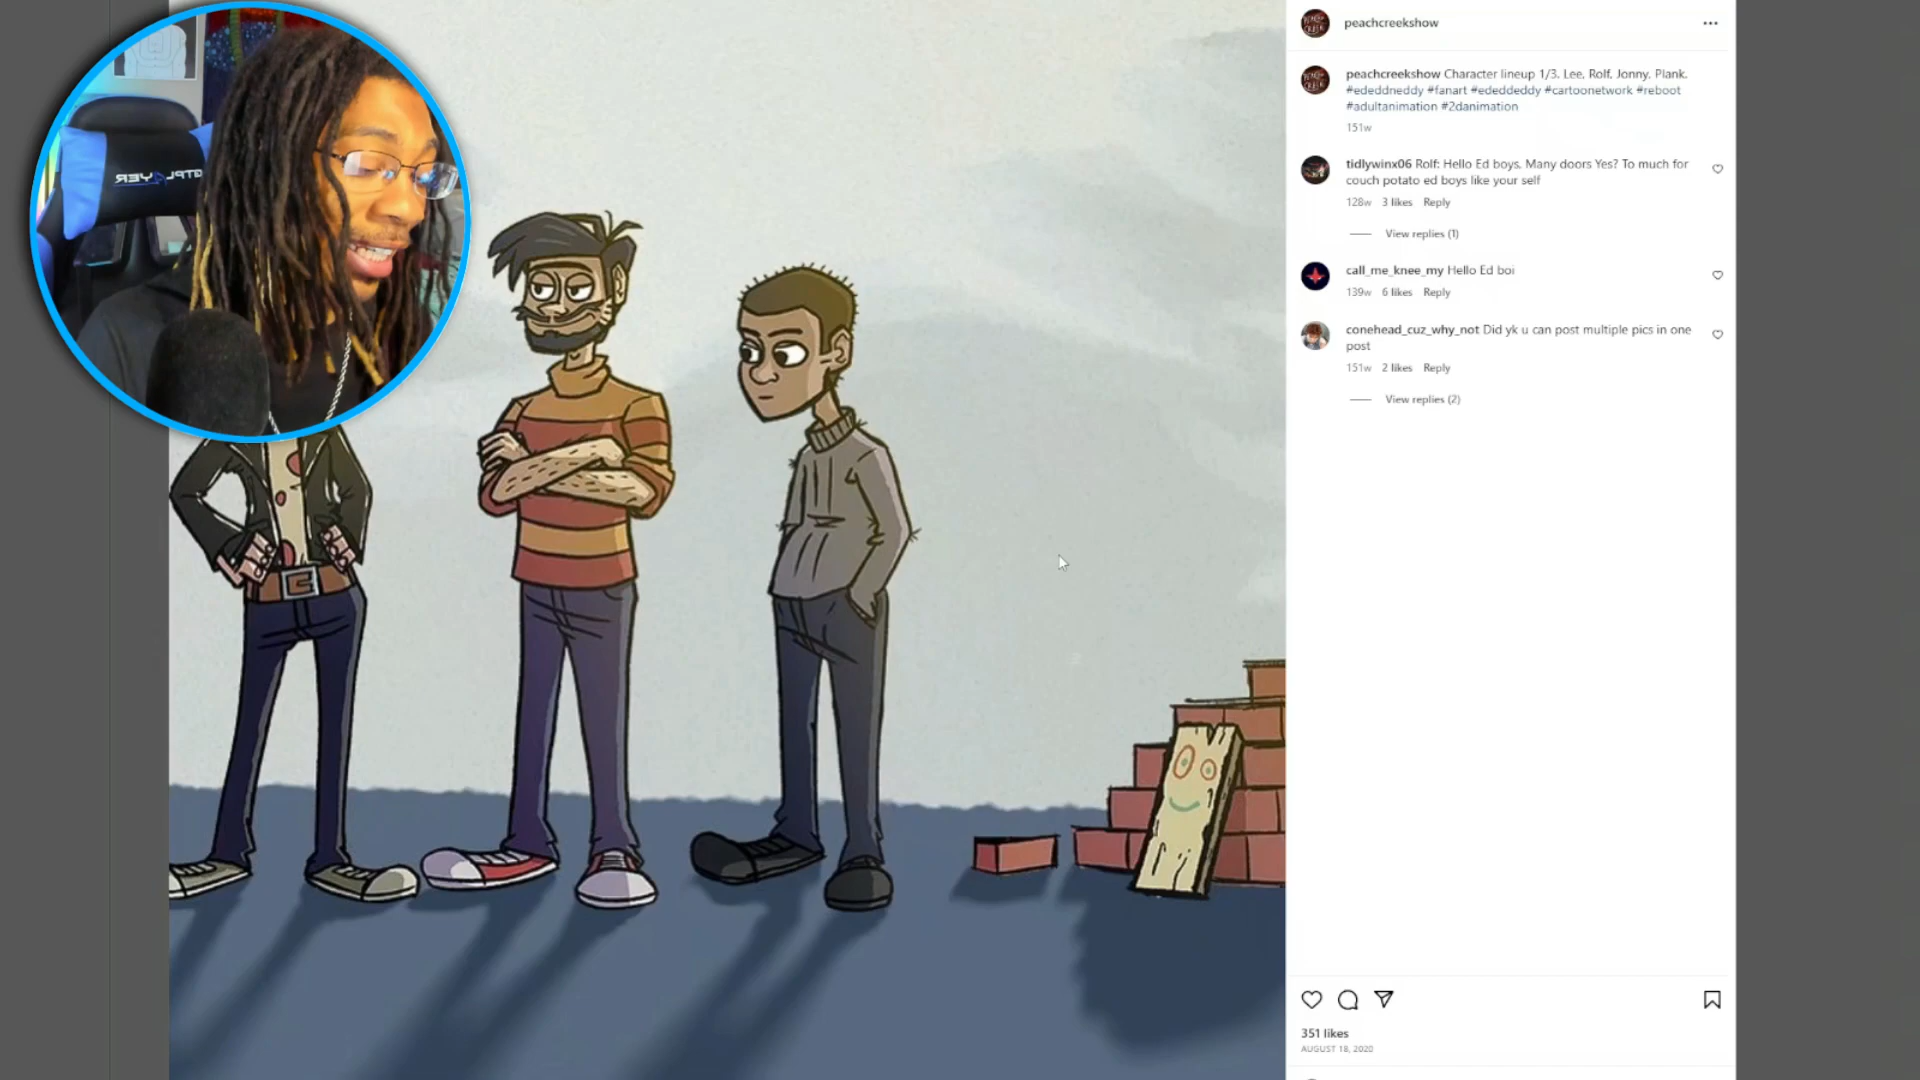 peachcreekshow
peachcreekshow Character lineup 1/3. Lee, Rolf, Jonny, Plank.
#ededdneddy #fanart #ededdeddy #cartoonetwork #reboot
#adultanimation #2danimation
151w
tidlywinx06 Rolf: Hello Ed boys. Many doors Yes? To much for
couch potato ed boys like your self
128w 3 likes Reply
View replies (1)
call_me_knee_my Hello Ed boi
139w 6 likes Reply
conehead_cuz_why_not Did yk u can post multiple pics in one
post
151w 2 likes Reply
View replies (2)
351 likes
AUGUST 18, 2020